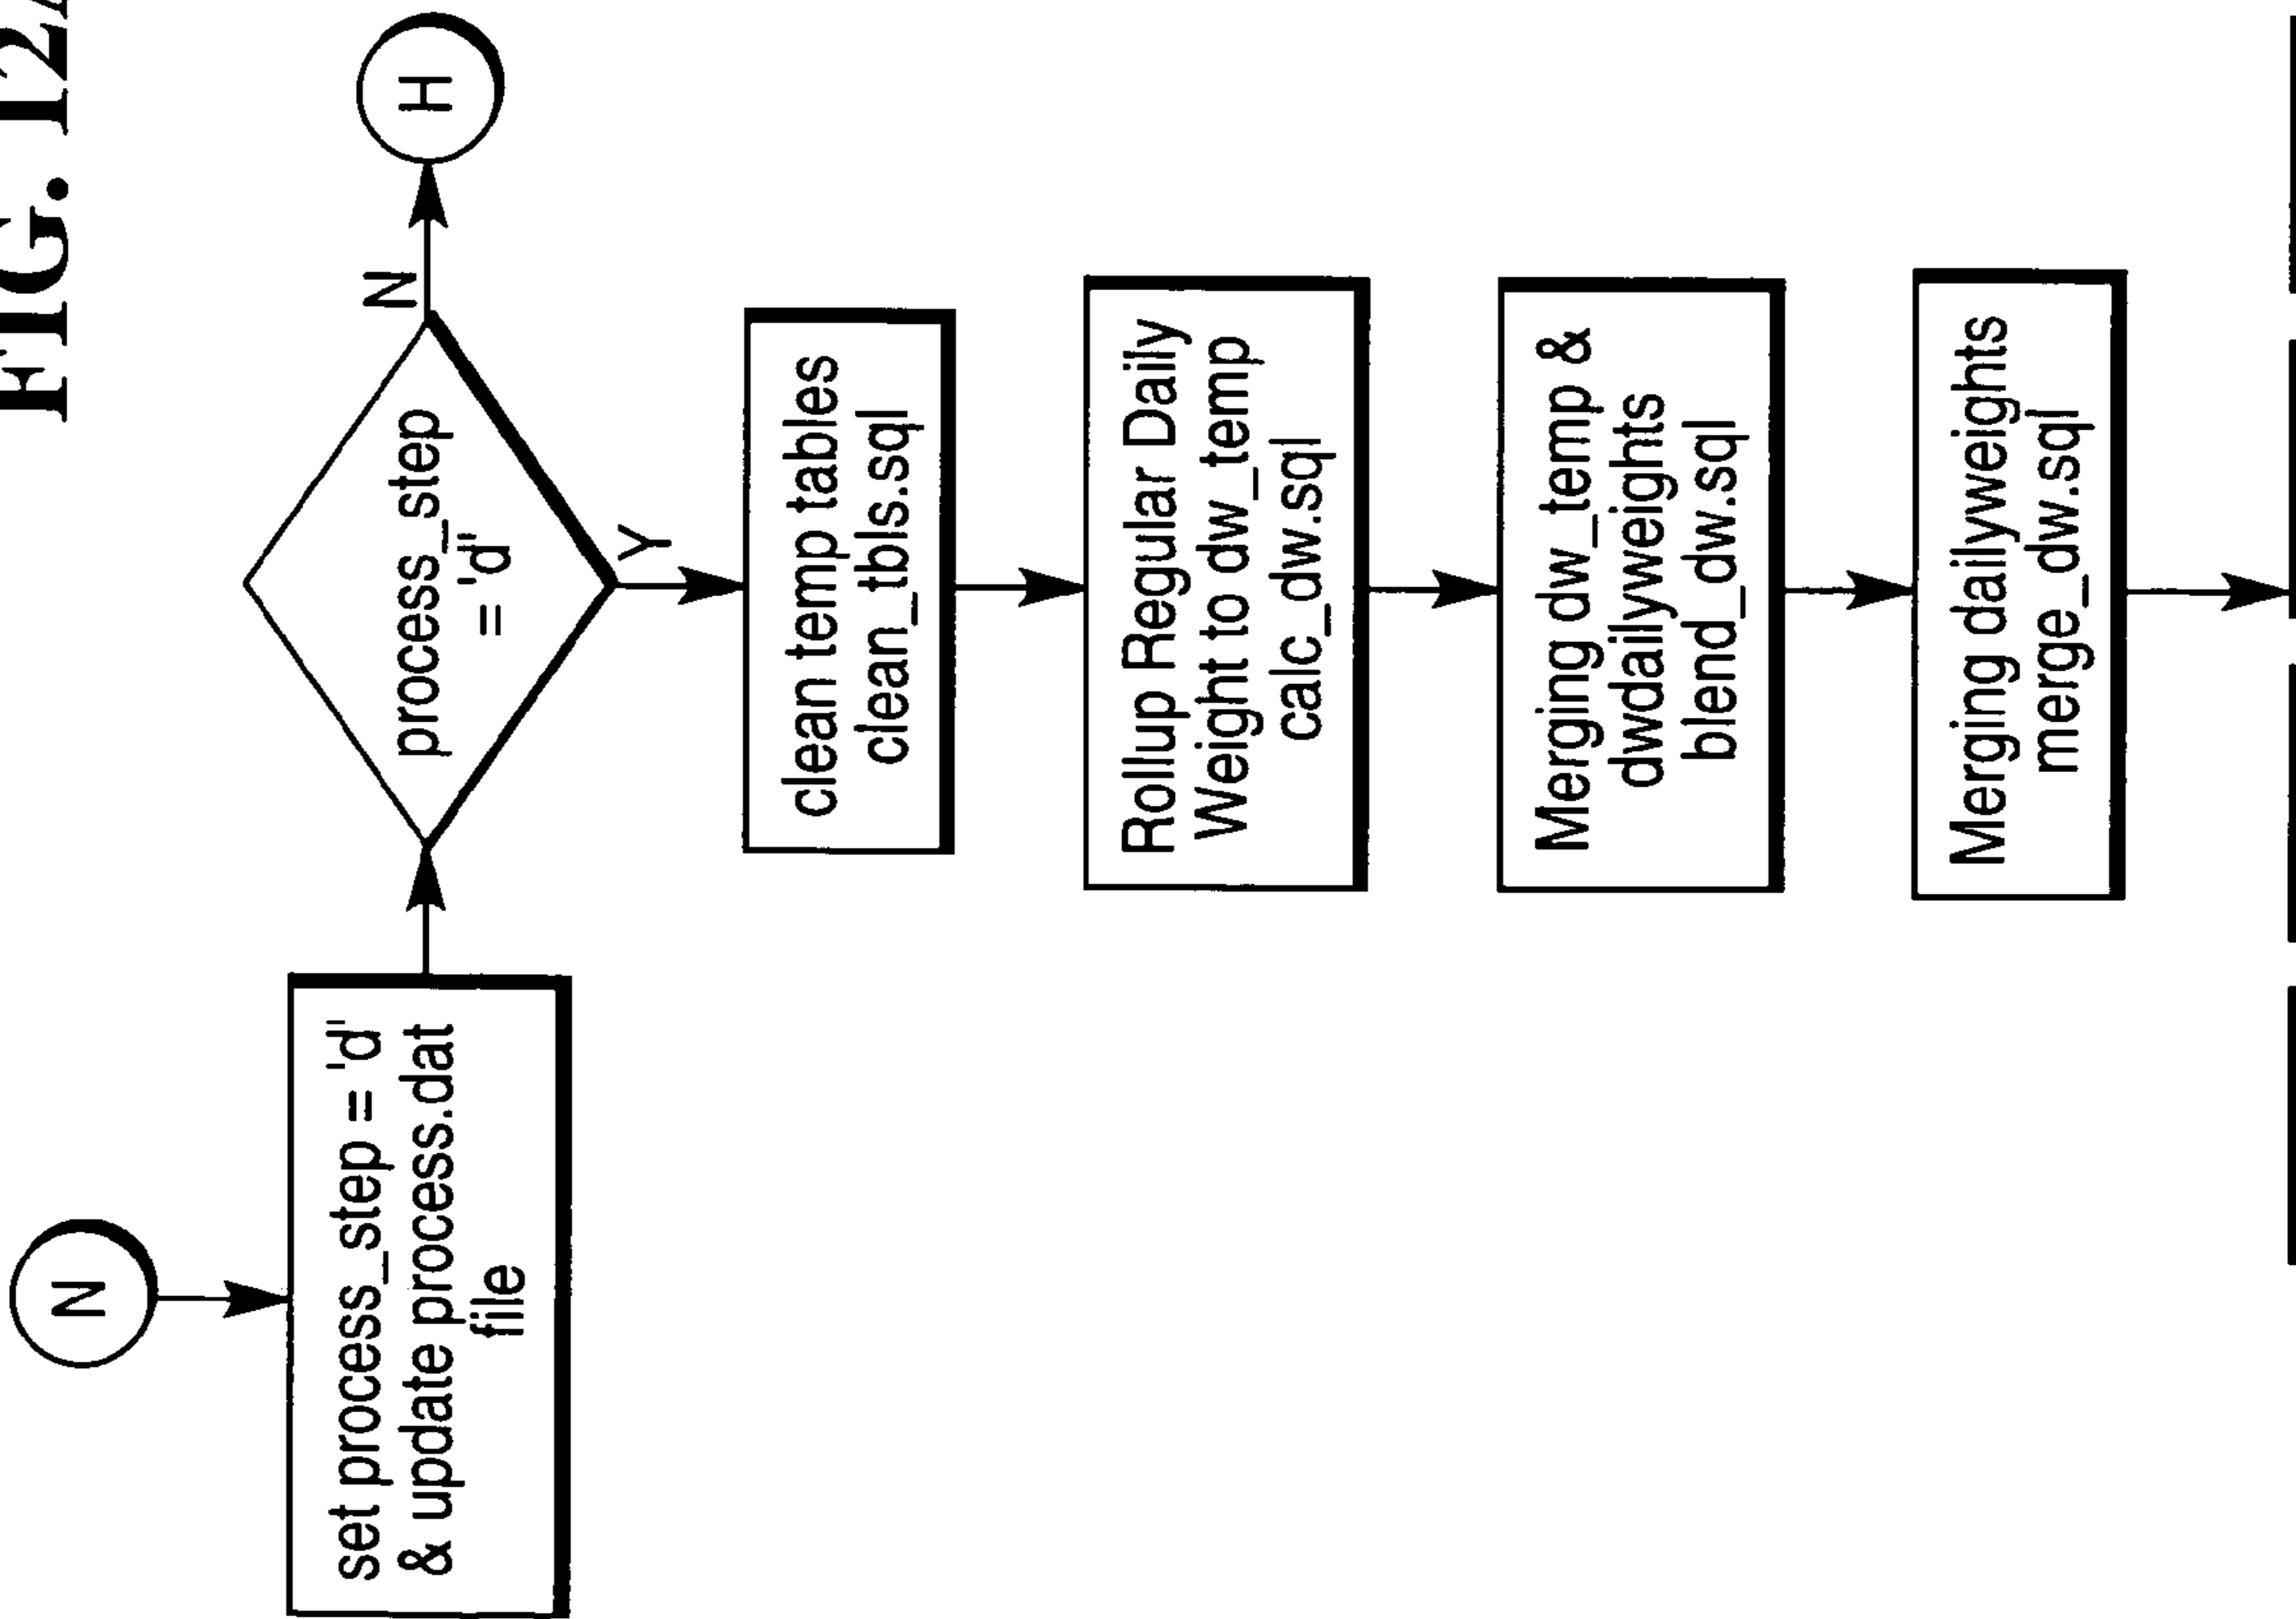 FIG. 12A
N
set process_step = 'd'
& update process.dat
file
process_step
= 'd'
N
H
Y
clean temp tables
clean_tbls.sql
Rollup Regular Daily
Weight to dw_temp
calc_dw.sql
Merging dw_temp &
dwdailyweights
blend_dw.sql
Merging dailyweights
merge_dw.sql